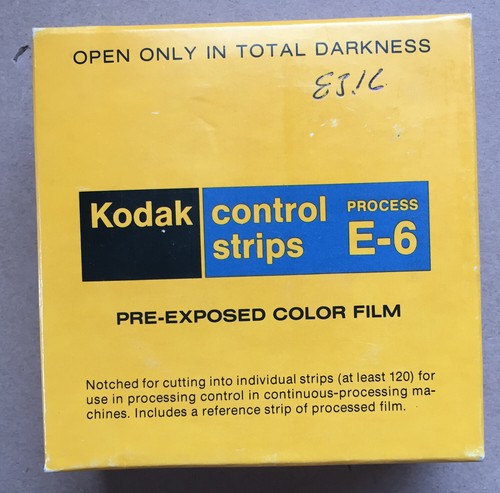 OPEN ONLY IN TOTAL DARKNESS
E316
Kodak control strips PROCESS E-6
PRE-EXPOSED COLOR FILM
Notched for cutting into individual strips (at least 120) for
use in processing control in continuous-processing ma-
chines. Includes a reference strip of processed film.